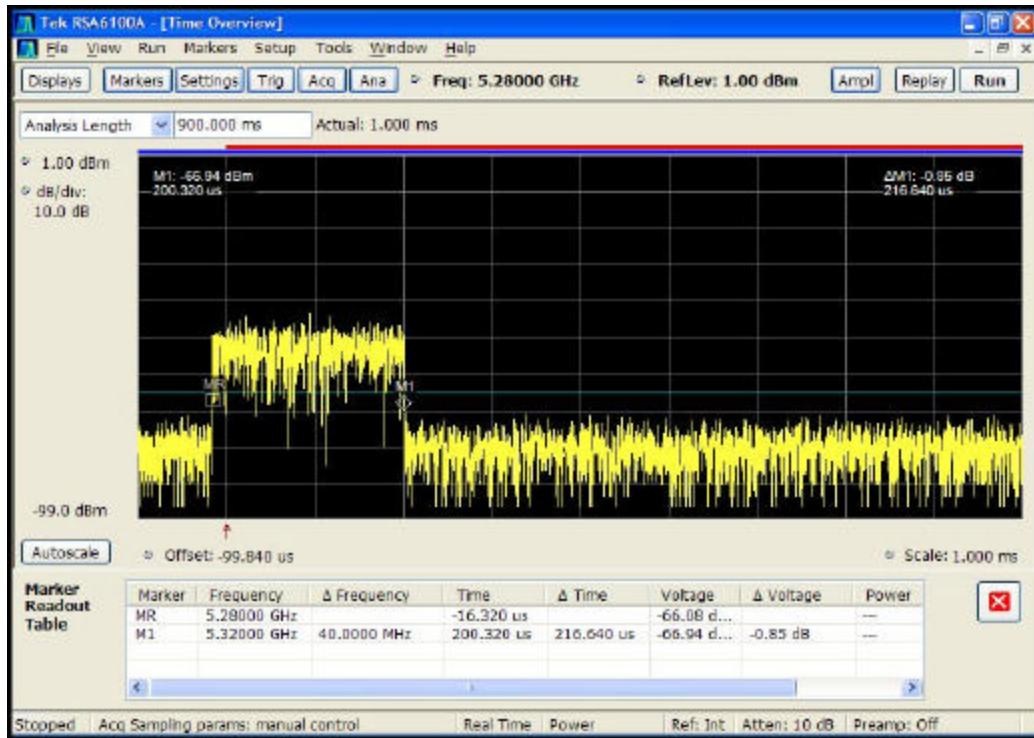 Tek RSA6100A - [Time Overview]
File View Run Markers Setup Tools Window Help
Displays Markers Settings Trig Acq Ana Freq: 5.28000 GHz RefLev: 1.00 dBm Ampl Replay Run
Analysis Length 900.000 ms Actual: 1.000 ms
1.00 dBm
dB/div:
10.0 dB
M1: -66.94 dBm
200.320 us
ΔM1: -0.85 dB
216.640 us
MR
M1
-99.0 dBm
Autoscale Offset: -99.840 us Scale: 1.000 ms
Marker
Readout
Table
Marker Frequency Δ Frequency Time Δ Time Voltage Δ Voltage Power
MR 5.28000 GHz -16.320 us -66.08 d... ---
M1 5.32000 GHz 40.0000 MHz 200.320 us 216.640 us -66.94 d... -0.85 dB ---
Stopped Acq Sampling params: manual control Real Time Power Ref: Int Atten: 10 dB Preamp: Off